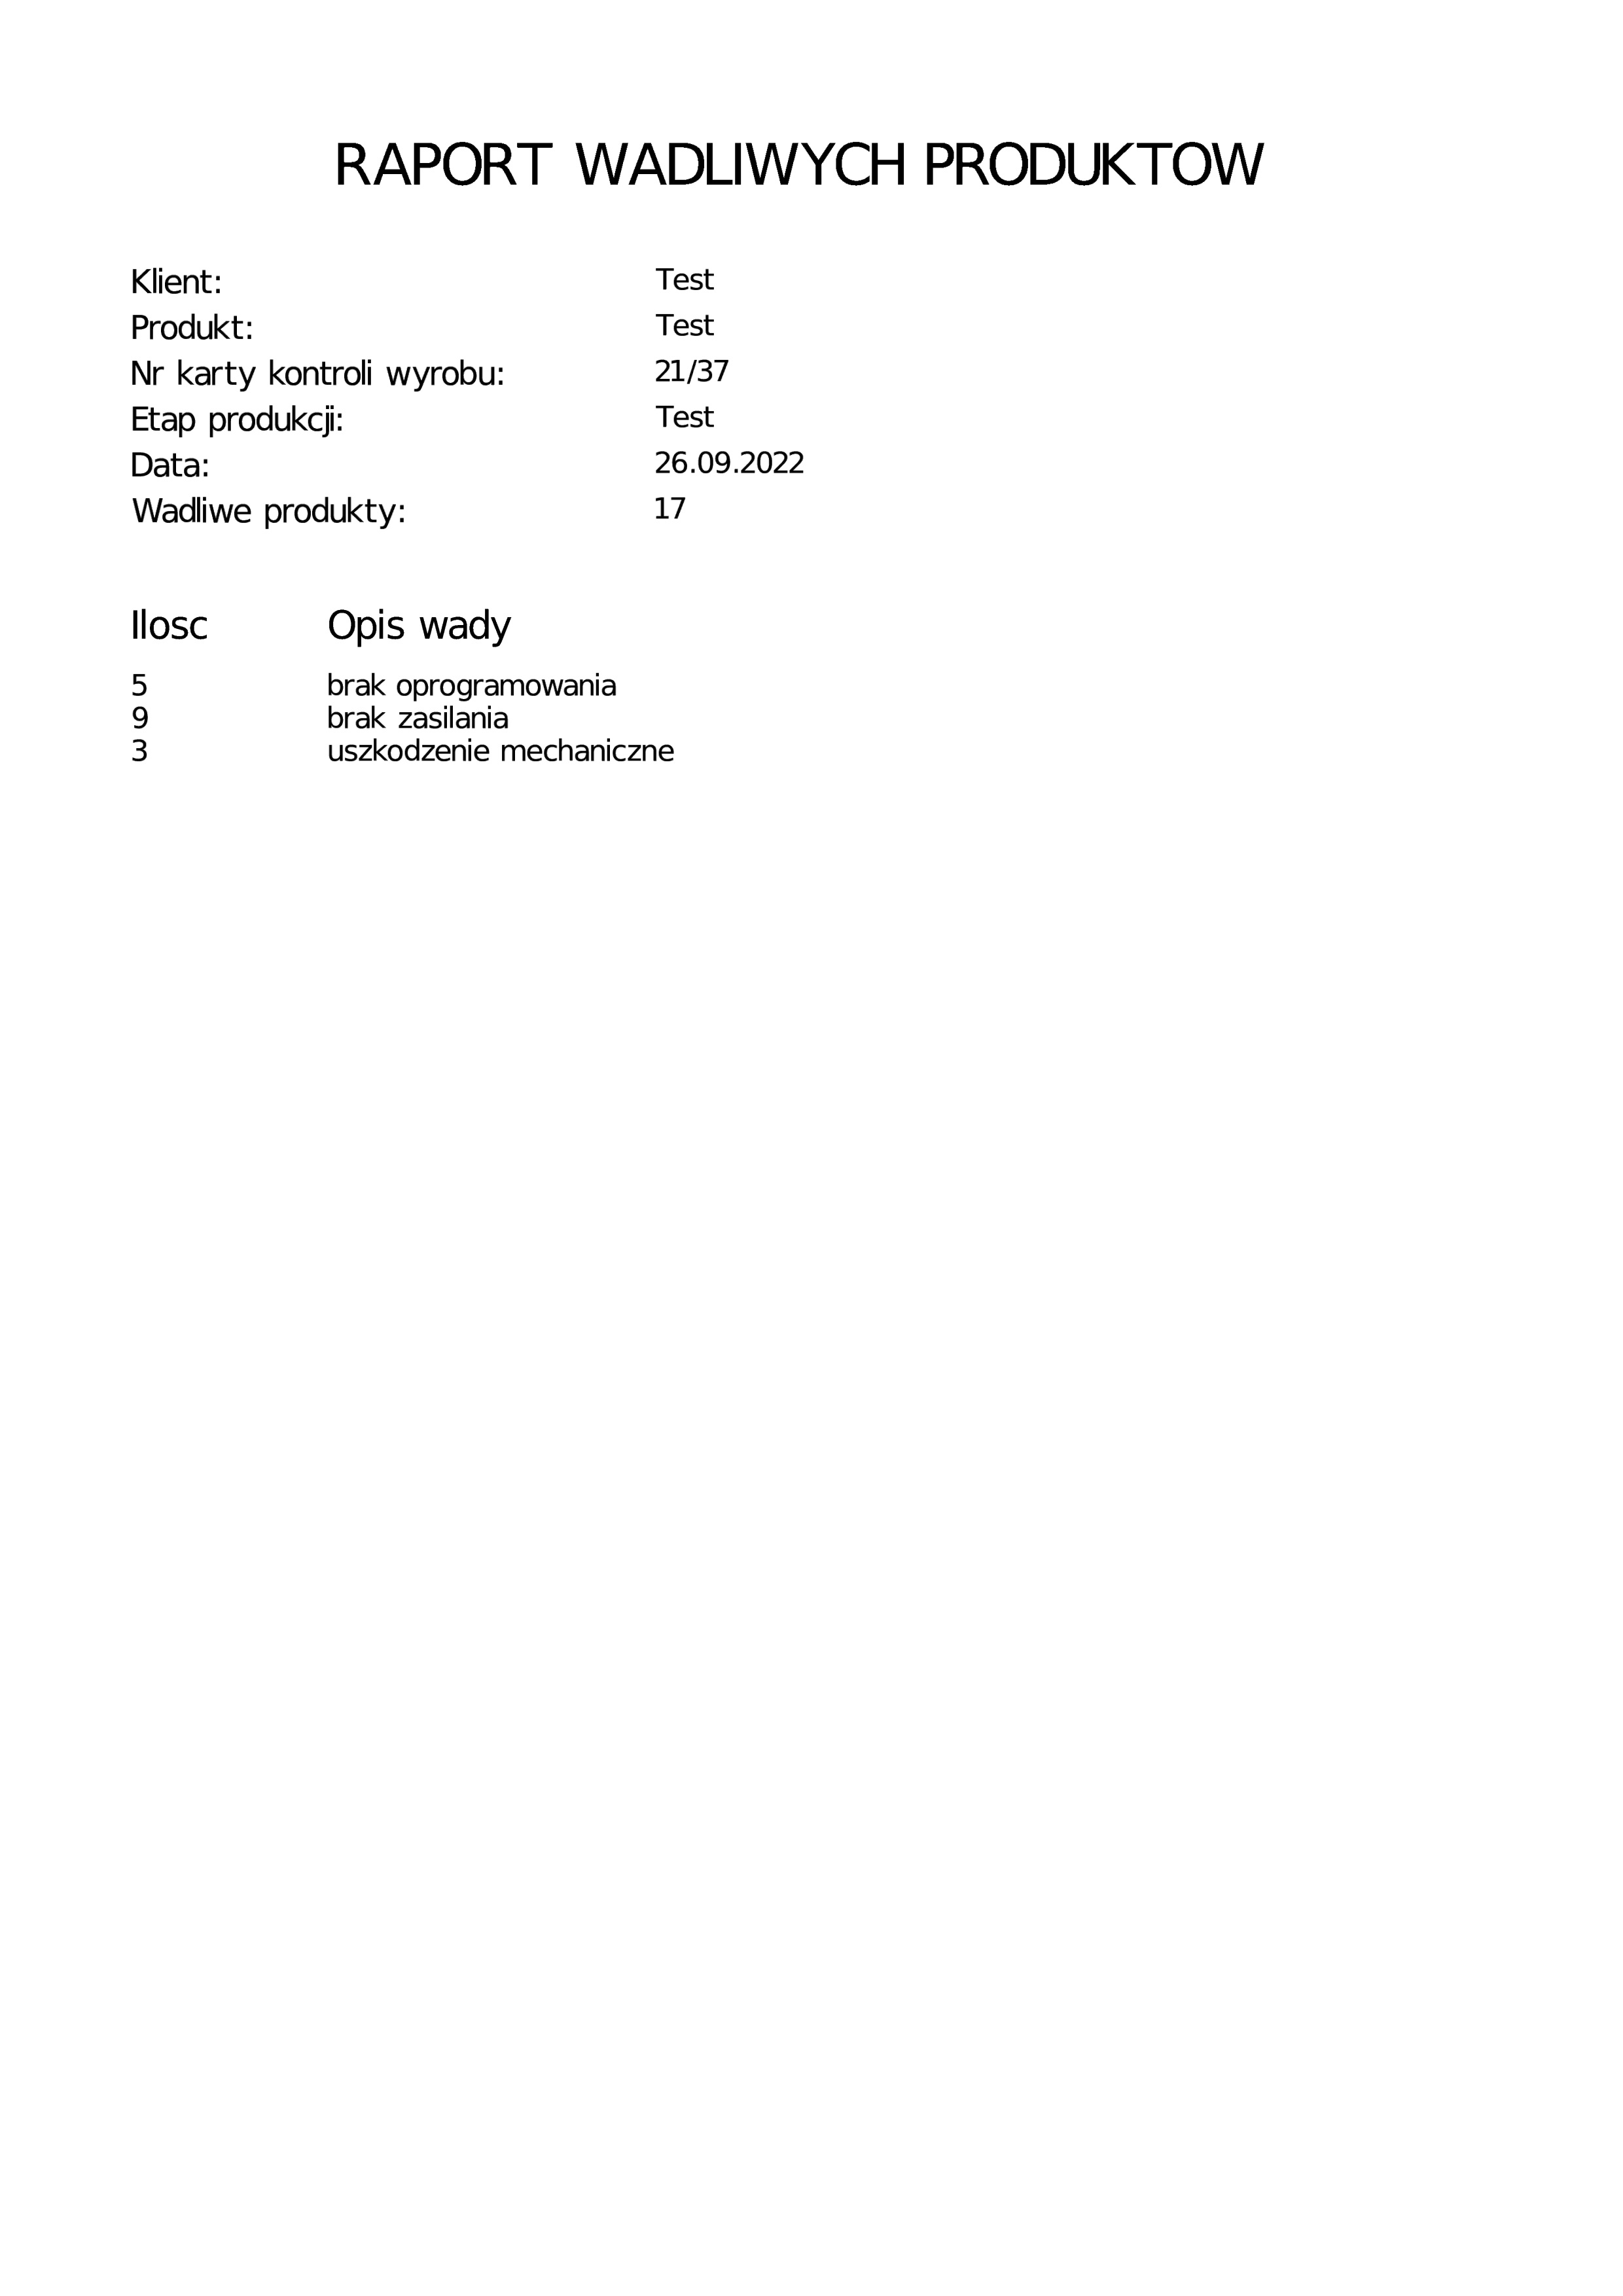 RAPORT WADLIWYCH PRODUKTOW
Klient: Test
Produkt: Test
Nr karty kontroli wyrobu: 21/37
Etap produkcji: Test
Data: 26.09.2022
Wadliwe produkty: 17
Ilosc Opis wady
5 brak oprogramowania
9 brak zasilania
3 uszkodzenie mechaniczne